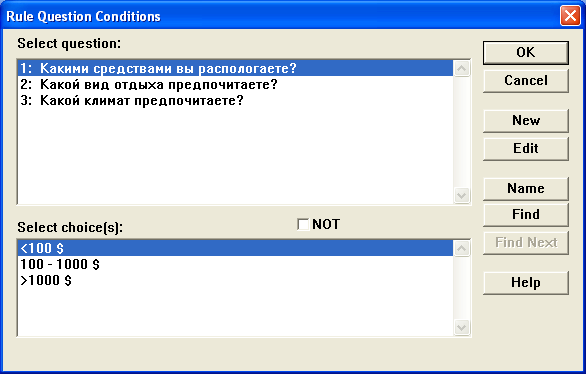 Rule Question Conditions
Select question:
1: Какими средствами вы распологаете?
2: Какой вид отдыха предпочитаете?
3: Какой климат предпочитаете?
OK
Cancel
New
Edit
Name
Find
Find Next
Help
Select choice(s):
NOT
<100 $
100 - 1000 $
>1000 $